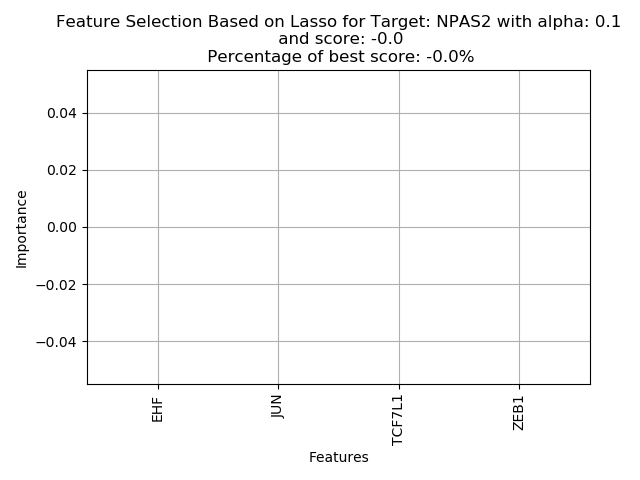 Feature Selection Based on Lasso for Target: NPAS2 with alpha: 0.1
and score: -0.0
Percentage of best score: -0.0%
0.04
0.02
0.00
−0.02
−0.04
Importance
EHF
JUN
TCF7L1
ZEB1
Features